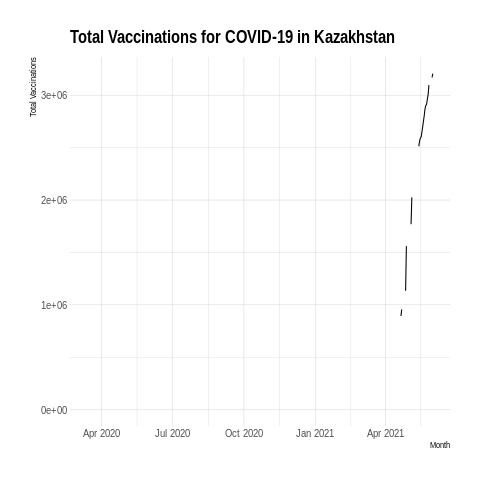 Total Vaccinations for COVID-19 in Kazakhstan
Total Vaccinations
3e+06
2e+06
1e+06
0e+00
Apr 2020 Jul 2020 Oct 2020 Jan 2021 Apr 2021
Month